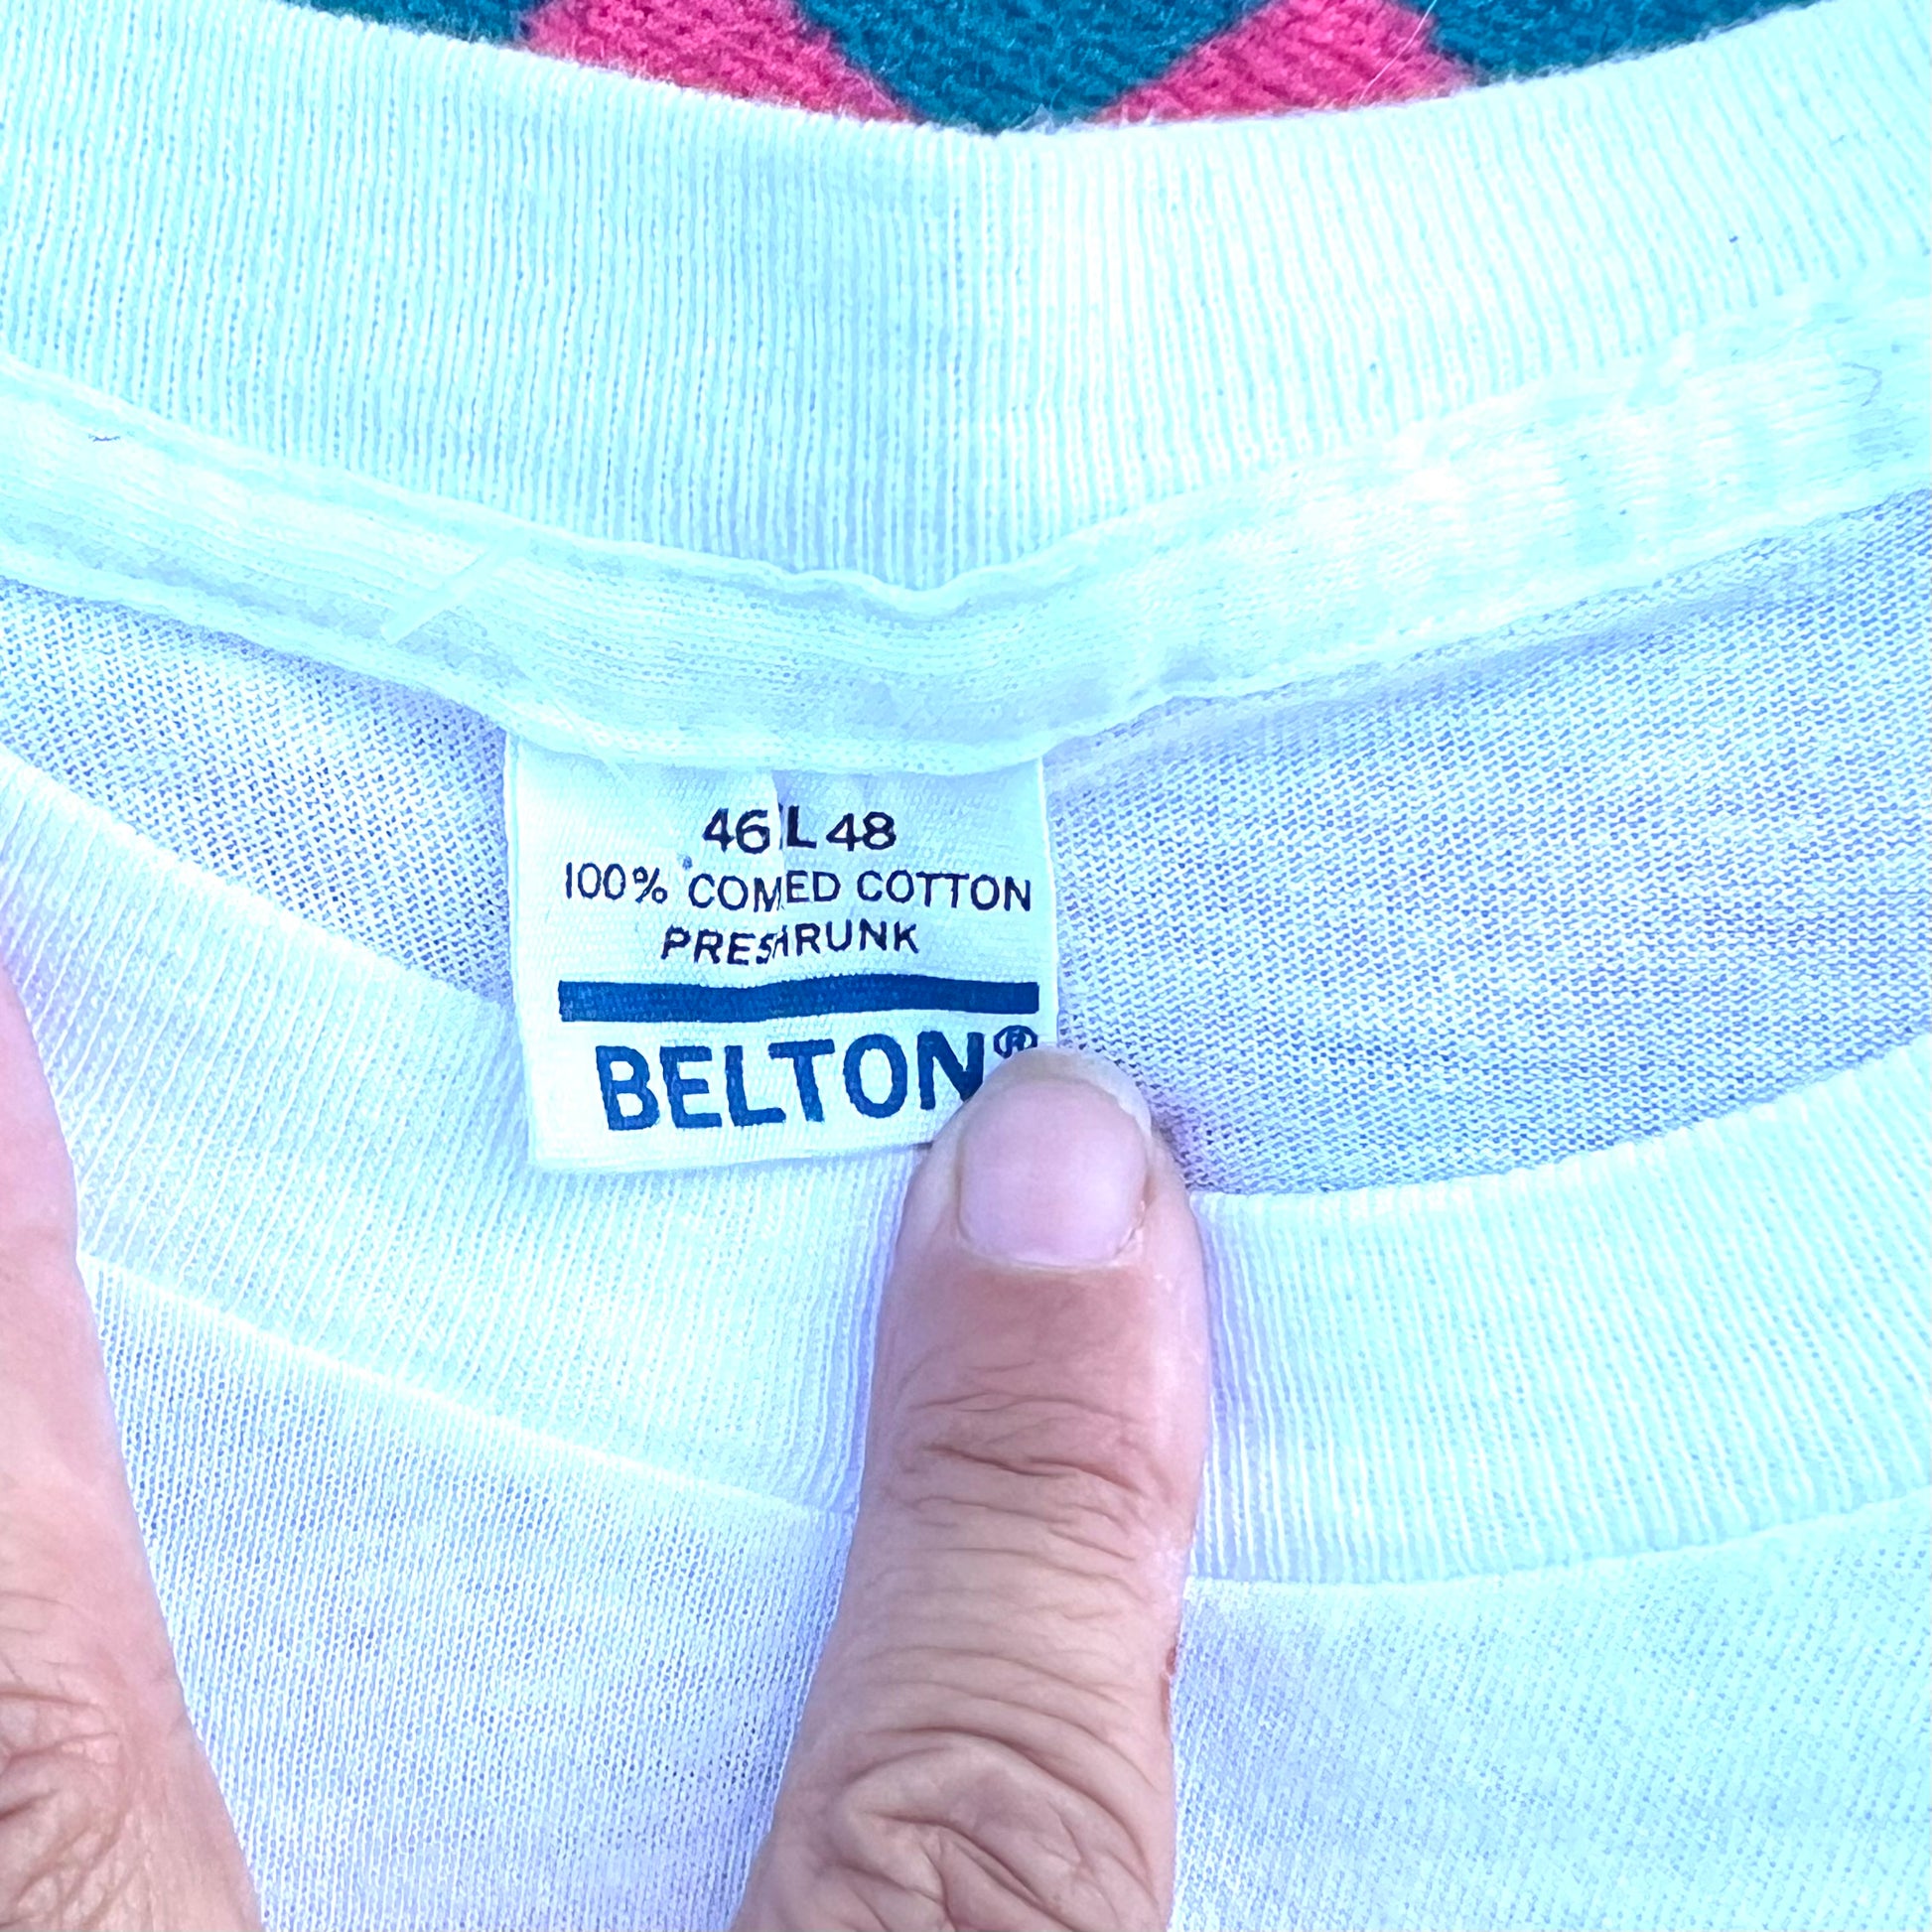 46 L 48
100% COMED COTTON
PRESHRUNK
BELTON®